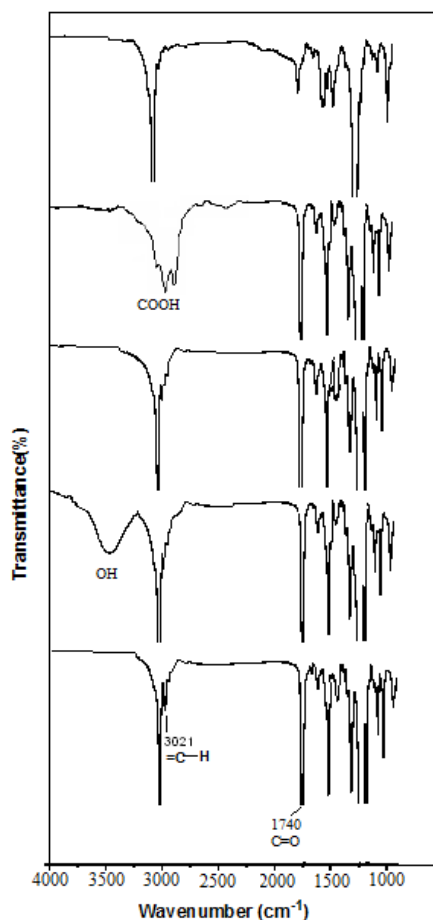 COOH
Transmittance(%)
OH
3021
=C—H
1740
C=O
4000 3500 3000 2500 2000 1500 1000
Wavenumber (cm⁻¹)